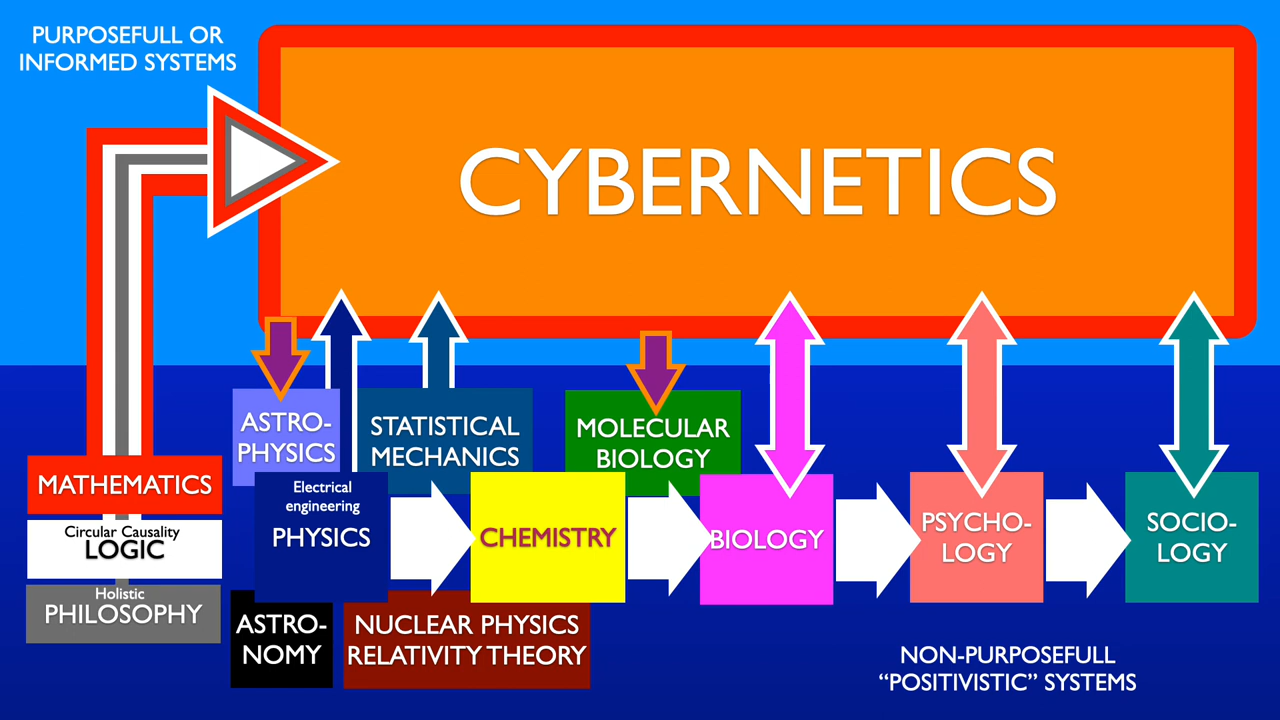 PURPOSEFULL OR
INFORMED SYSTEMS
CYBERNETICS
ASTRO-
PHYSICS
STATISTICAL
MECHANICS
MOLECULAR
BIOLOGY
MATHEMATICS
Circular Causality
LOGIC
Holistic
PHILOSOPHY
Electrical
engineering
PHYSICS
CHEMISTRY
BIOLOGY
PSYCHO-
LOGY
SOCIO-
LOGY
ASTRO-
NOMY
NUCLEAR PHYSICS
RELATIVITY THEORY
NON-PURPOSEFULL
“POSITIVISTIC” SYSTEMS